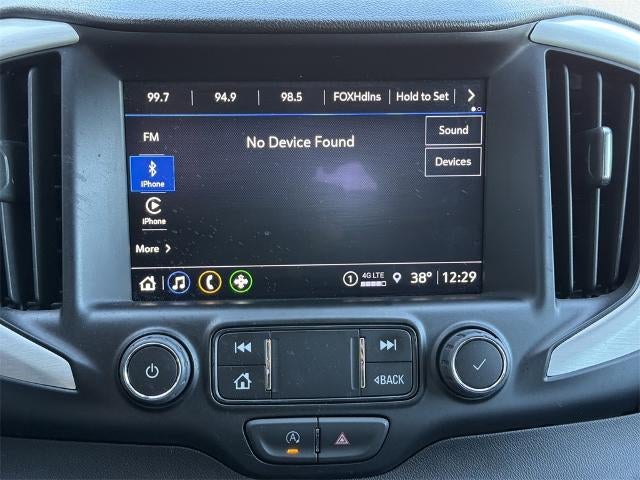 99.7 94.9 98.5 FOXHdlns Hold to Set
FM
No Device Found
Sound
Devices
iPhone
iPhone
More
1 4G LTE 38° 12:29
BACK
A